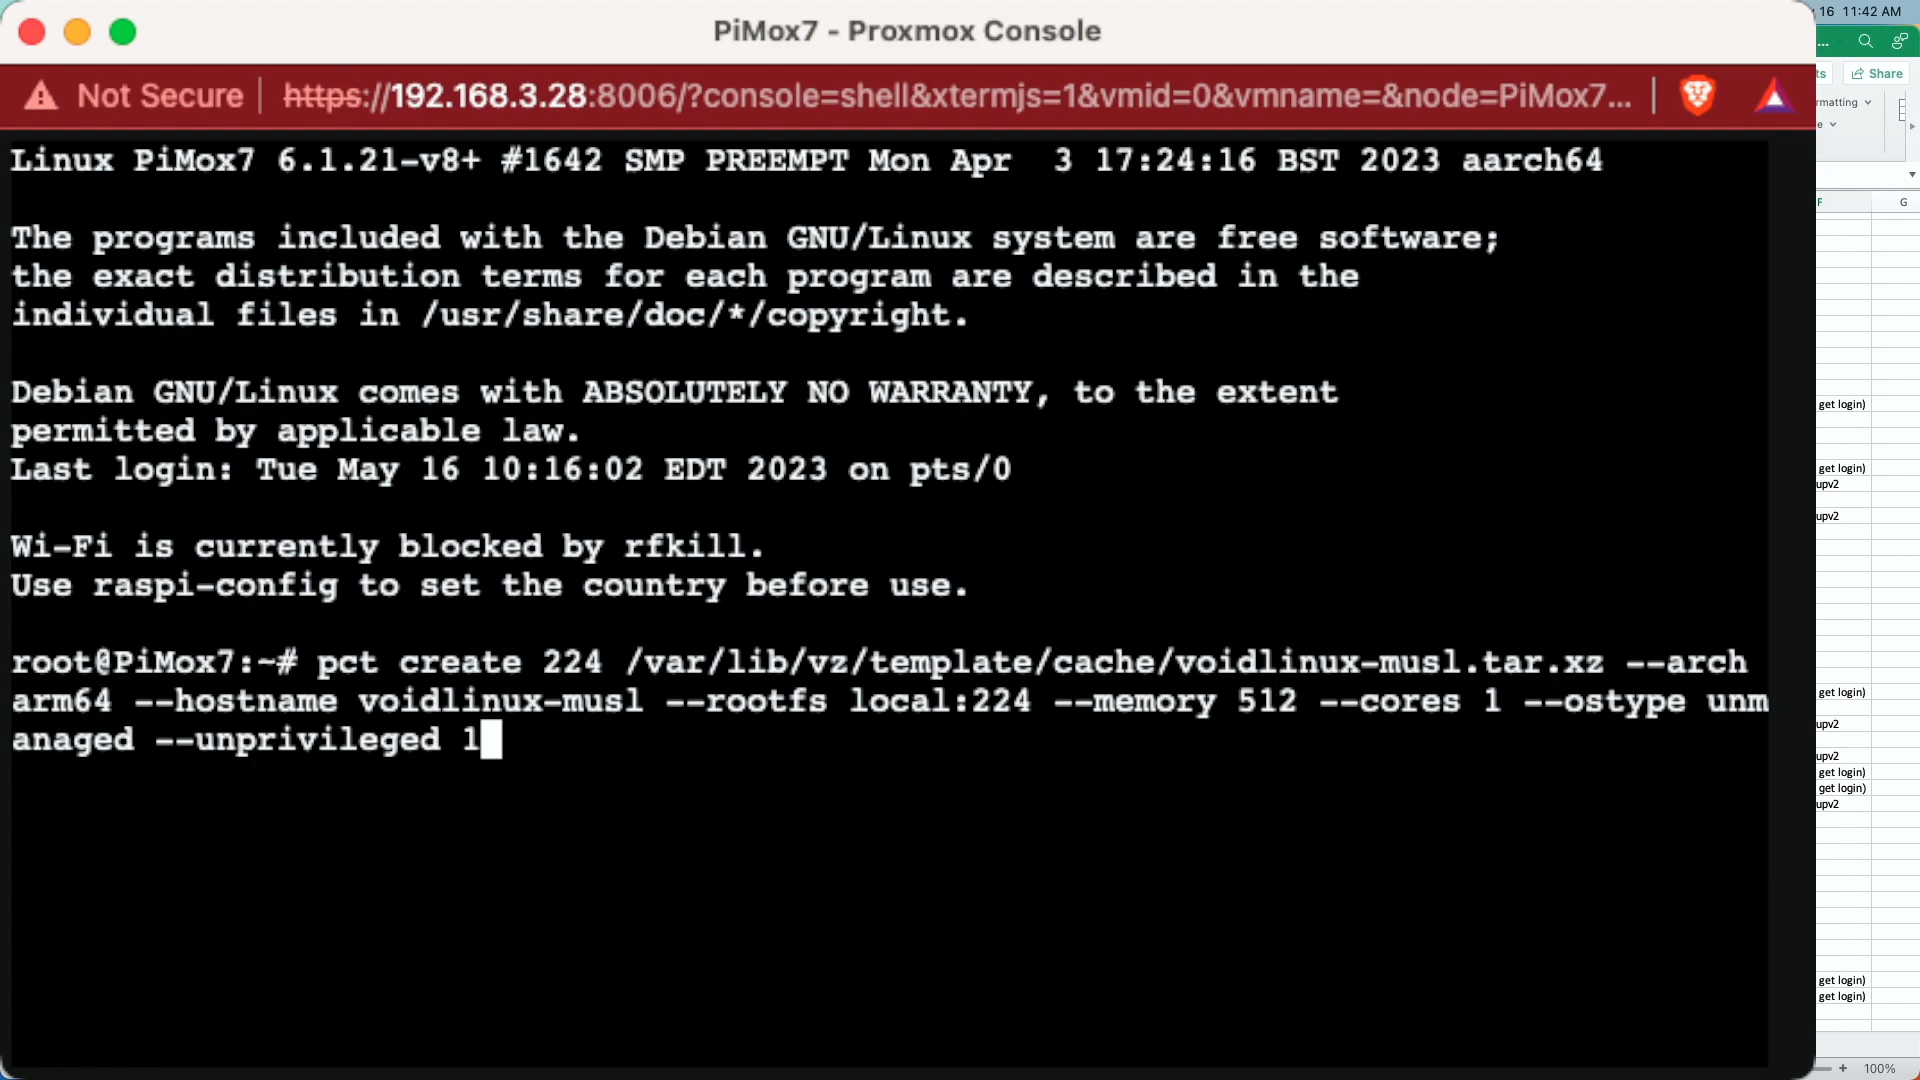 PiMox7 - Proxmox Console
16 11:42 AM
Not Secure
https://192.168.3.28:8006/?console=shell&xtermjs=1&vmid=0&vmname=&node=PiMox7...
Share
Linux PiMox7 6.1.21-v8+ #1642 SMP PREEMPT Mon Apr  3 17:24:16 BST 2023 aarch64
The programs included with the Debian GNU/Linux system are free software;
the exact distribution terms for each program are described in the
individual files in /usr/share/doc/*/copyright.
Debian GNU/Linux comes with ABSOLUTELY NO WARRANTY, to the extent
permitted by applicable law.
Last login: Tue May 16 10:16:02 EDT 2023 on pts/0
Wi-Fi is currently blocked by rfkill.
Use raspi-config to set the country before use.
root@PiMox7:~# pct create 224 /var/lib/vz/template/cache/voidlinux-musl.tar.xz --arch
arm64 --hostname voidlinux-musl --rootfs local:224 --memory 512 --cores 1 --ostype unm
anaged --unprivileged 1
ts
rmatting
e
F G
get login)
get login)
upv2
upv2
get login)
upv2
upv2
get login)
get login)
upv2
get login)
get login)
100%